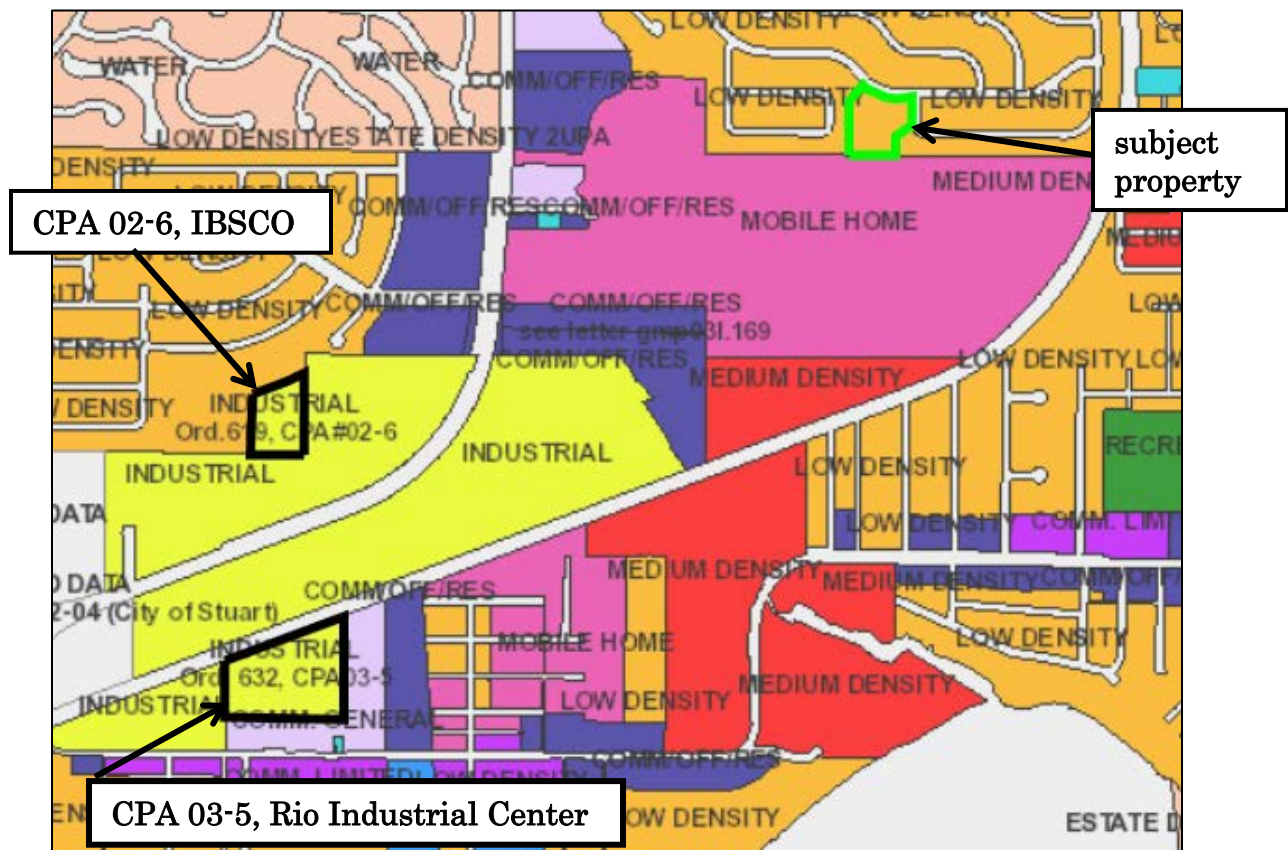 LOW DENSITY
WATER
WATER
COMM/OFF/RES
LOW DENSITY
LOW DENSITY
LOW DENSITY
ESTATE DENSITY 2UPA
subject
property
DENSITY
MEDIUM DEN
CPA 02-6, IBSCO
COMM/OFF/RES
COMM/OFF/RES
MOBILE HOME
LOW DENSITY
COMM/OFF/RES
COMM/OFF/RES
see letter gmp03l.169
COMM/OFF/RES
LOW DENSITY
MEDIUM DENSITY
DENSITY
INDUSTRIAL
Ord.619, CPA#02-6
INDUSTRIAL
INDUSTRIAL
RECRE
LOW DENSITY
DATA
LOW DENSITY
COMM. LIM
MEDIUM DENSITY
MEDIUM DENSITY
COMM/OFF/
DATA
COMM/OFF/RES
2-04 (City of Stuart)
INDUSTRIAL
Ord. 632, CPA 03-5
MOBILE HOME
LOW DENSITY
INDUSTRIAL
LOW DENSITY
MEDIUM DENSITY
COMM. GENERAL
COMM/OFF/RES
COMM. LIMITED
LOW DENSITY
CPA 03-5, Rio Industrial Center
OW DENSITY
ESTATE D